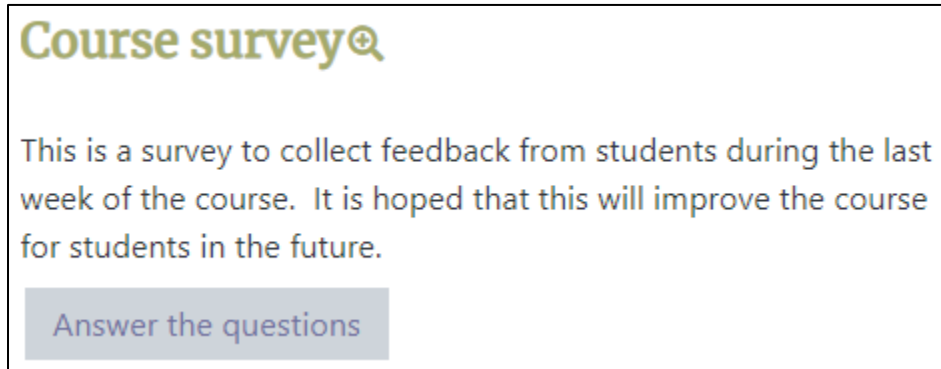 Course survey
This is a survey to collect feedback from students during the last
week of the course.  It is hoped that this will improve the course
for students in the future.
Answer the questions